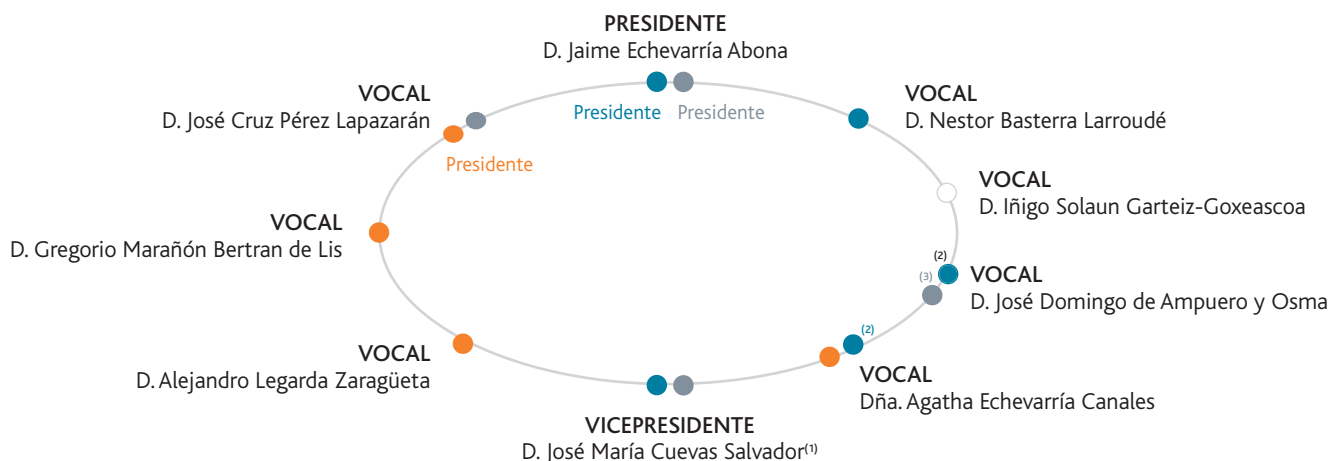 PRESIDENTE
D. Jaime Echevarría Abona
Presidente
Presidente
VOCAL
D. José Cruz Pérez Lapazarán
Presidente
VOCAL
D. Nestor Basterra Larroudé
VOCAL
D. Iñigo Solaun Garteiz-Goxeascoa
VOCAL
D. Gregorio Marañón Bertran de Lis
(2)
(3)
VOCAL
D. José Domingo de Ampuero y Osma
(2)
VOCAL
D. Alejandro Legarda Zaragüeta
VOCAL
Dña. Agatha Echevarría Canales
VICEPRESIDENTE
D. José María Cuevas Salvador(1)